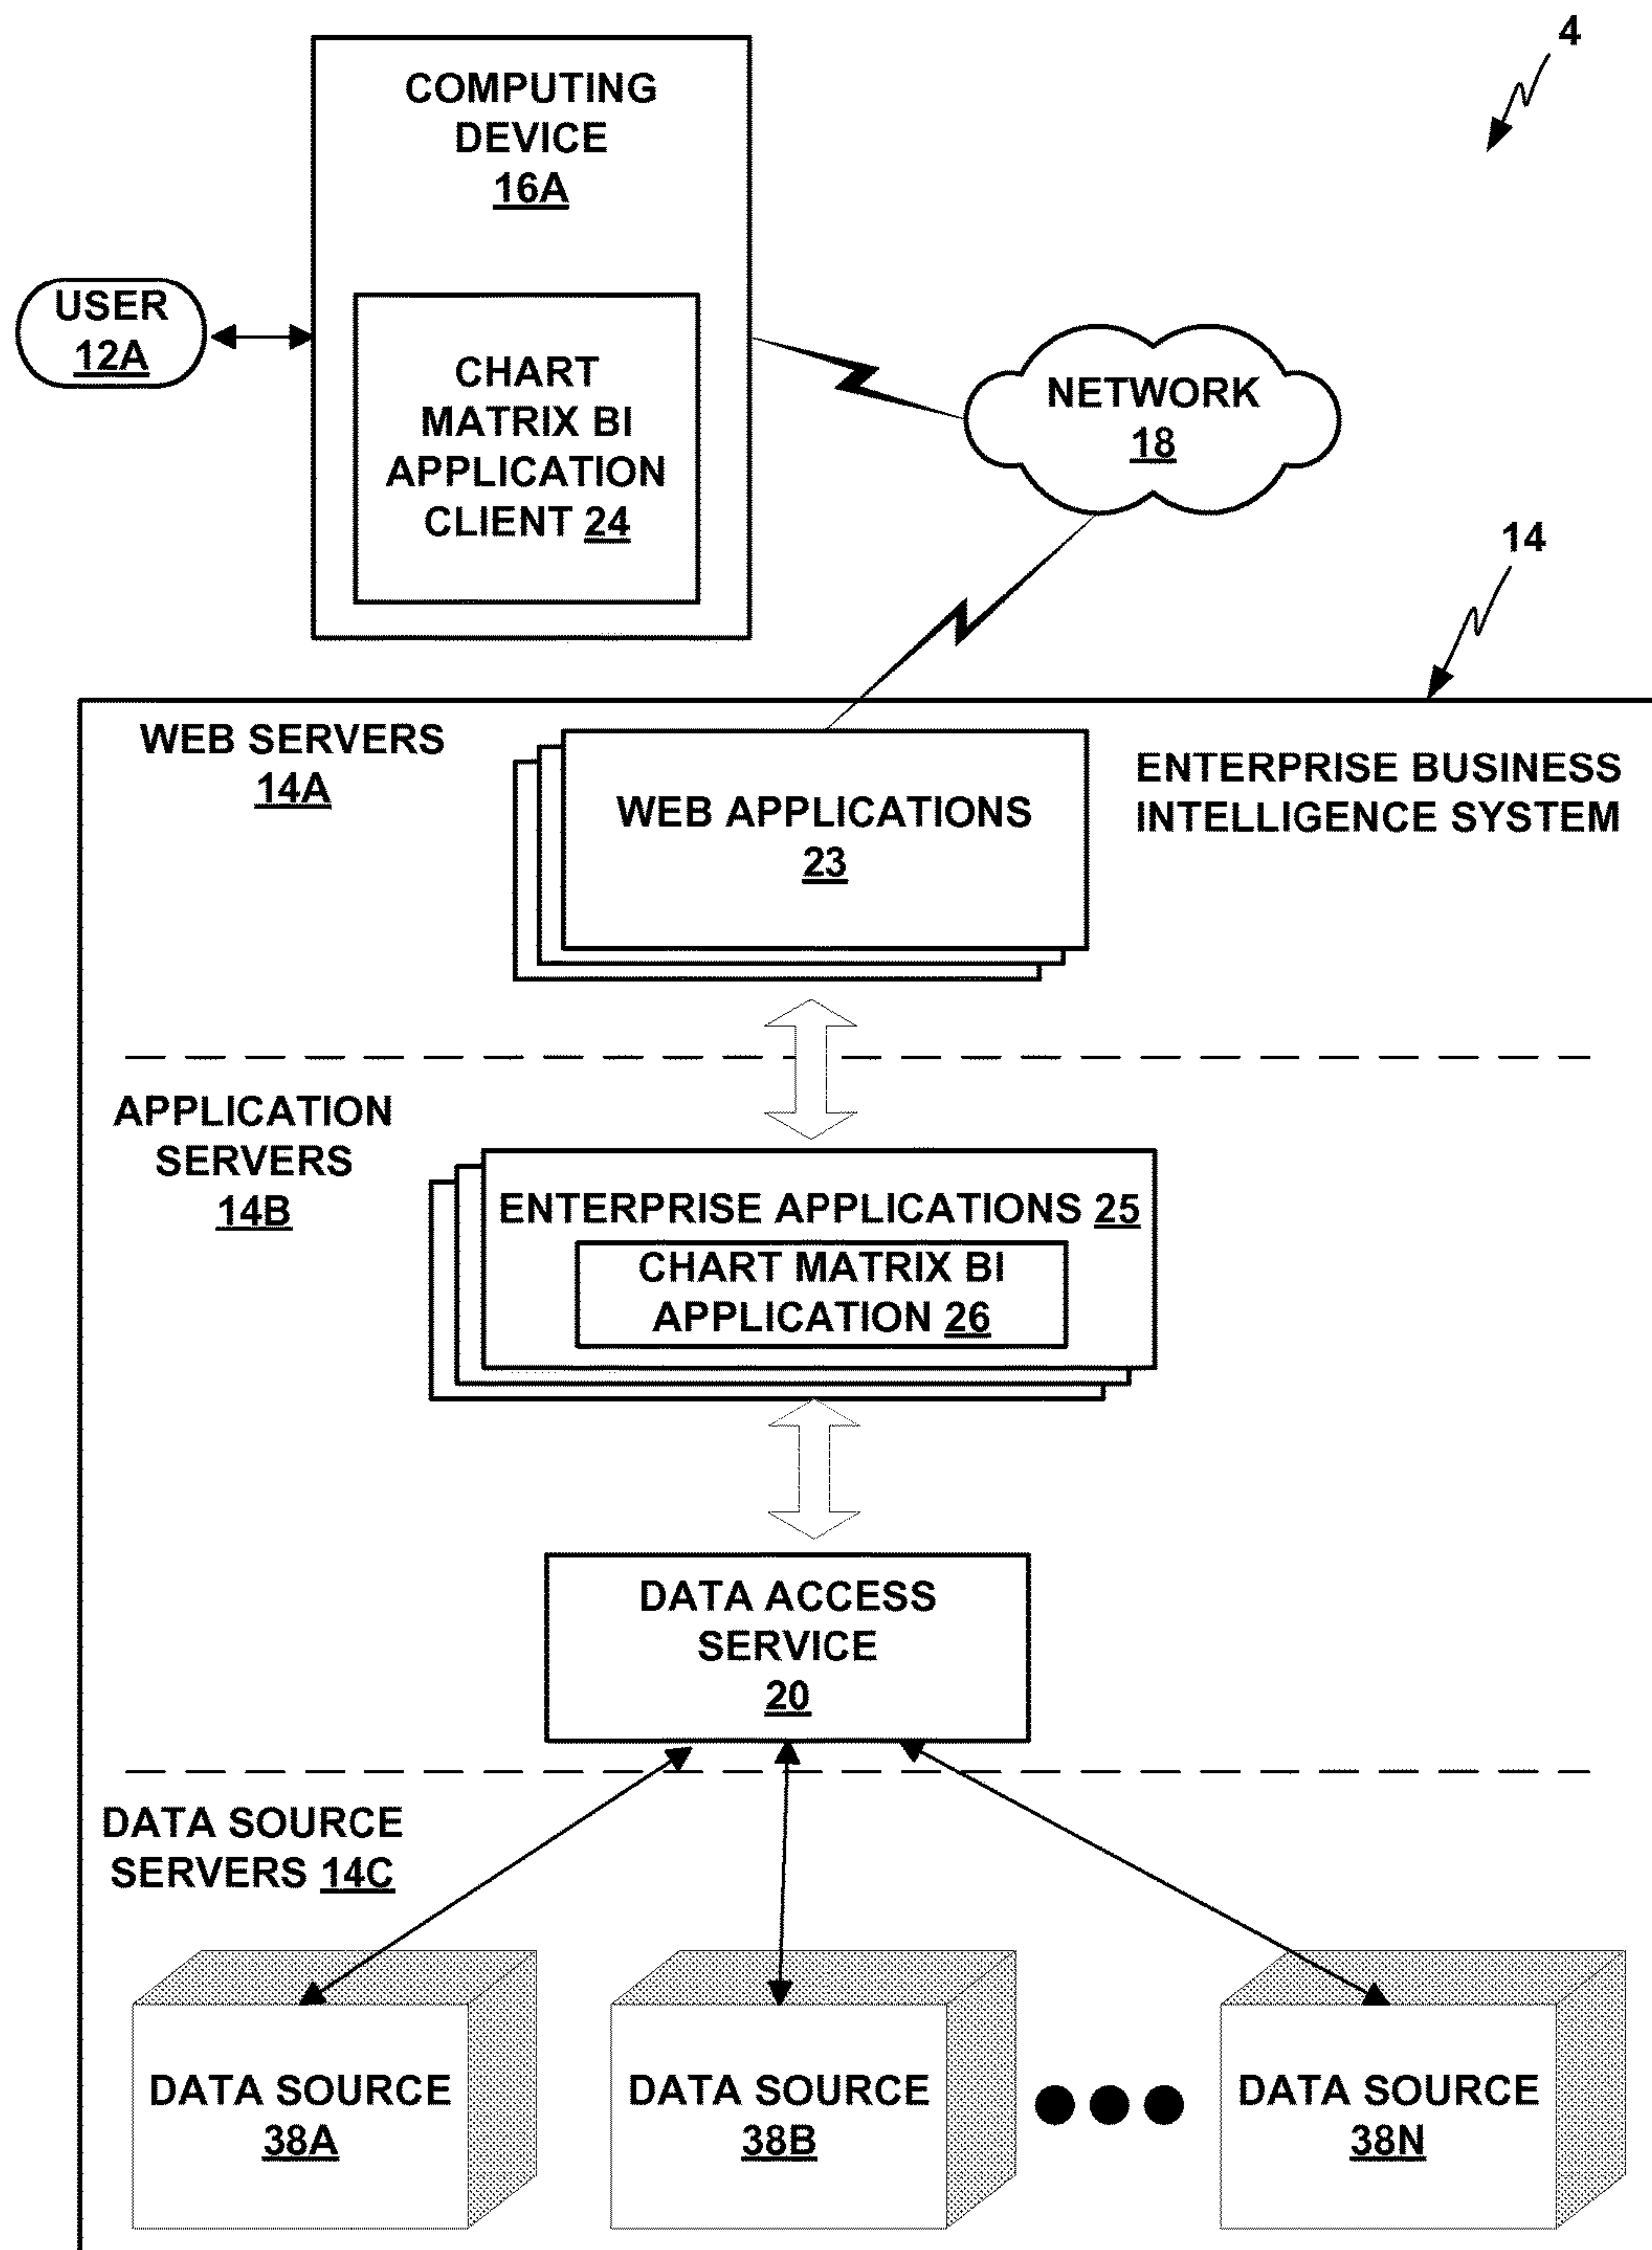 4
COMPUTING
DEVICE
16A
USER
12A
CHART
MATRIX BI
APPLICATION
CLIENT 24
NETWORK
18
14
WEB SERVERS
14A
WEB APPLICATIONS
23
ENTERPRISE BUSINESS
INTELLIGENCE SYSTEM
APPLICATION
SERVERS
14B
ENTERPRISE APPLICATIONS 25
CHART MATRIX BI
APPLICATION 26
DATA ACCESS
SERVICE
20
DATA SOURCE
SERVERS 14C
DATA SOURCE
38A
DATA SOURCE
38B
DATA SOURCE
38N